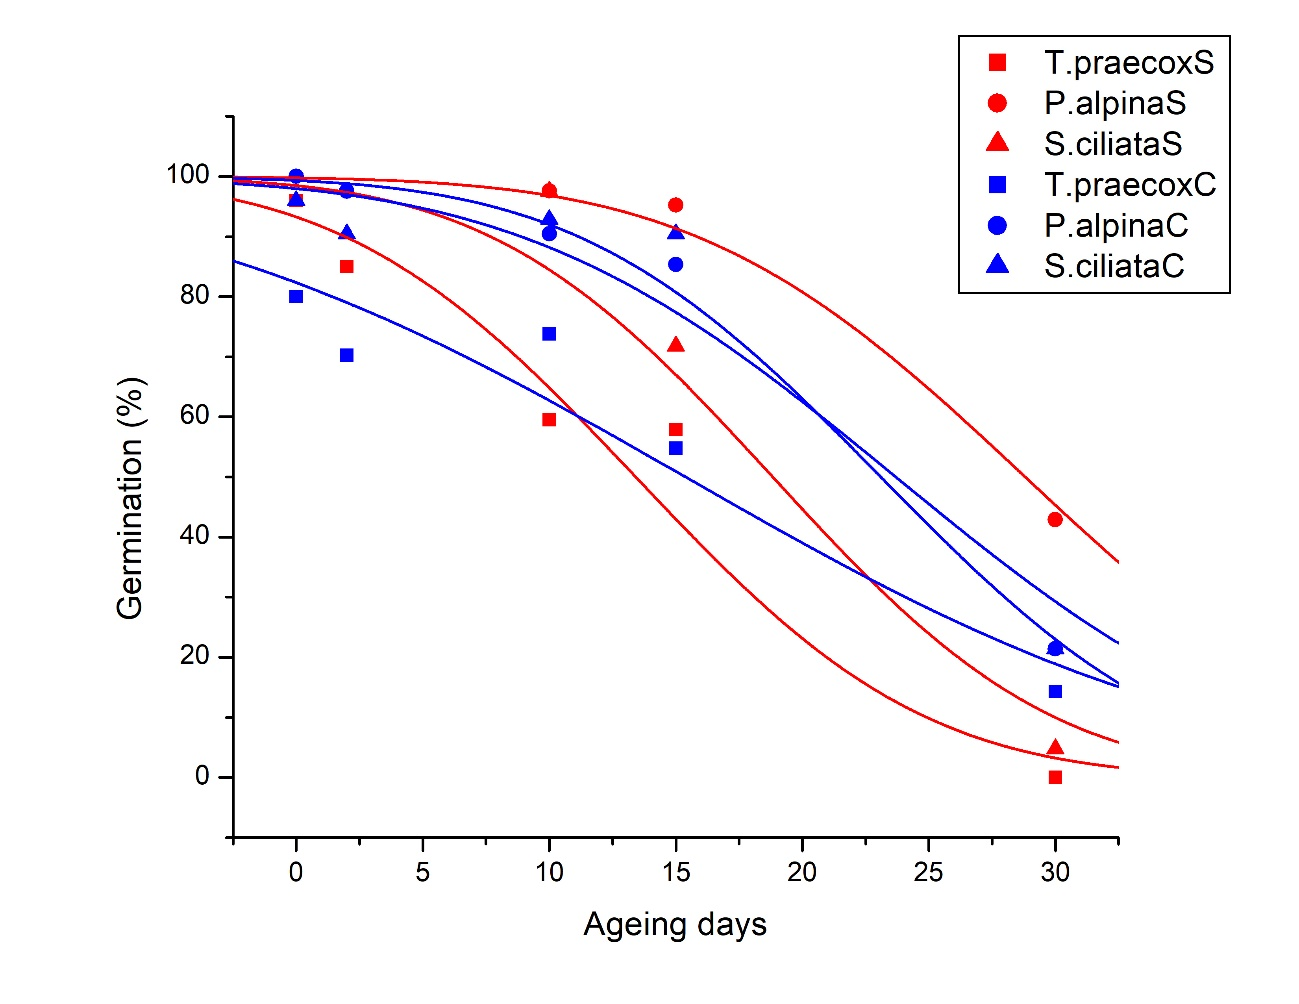 T.praecoxS
P.alpinaS
S.ciliataS
T.praecoxC
P.alpinaC
S.ciliataC
100
80
60
40
20
0
Germination (%)
0 5 10 15 20 25 30
Ageing days